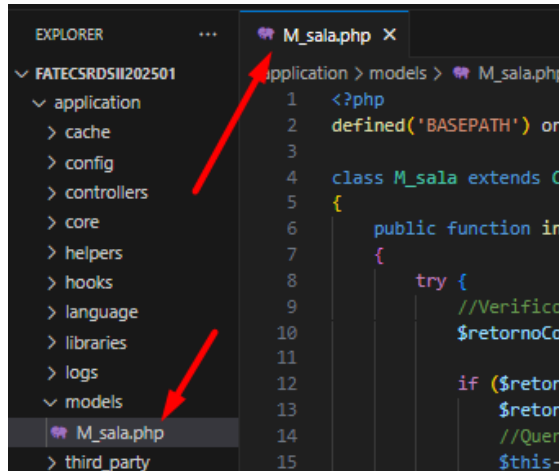 EXPLORER ...
FATECSRDSII202501
application
cache
config
controllers
core
helpers
hooks
language
libraries
logs
models
M_sala.php
third_party
M_sala.php ×
application > models > M_sala.php
1 <?php
2 defined('BASEPATH') or
3
4 class M_sala extends C
5 {
6 public function in
7 {
8 try {
9 //Verifico
10 $retornoCo
11
12 if ($retor
13 $retor
14 //Quer
15 $this-